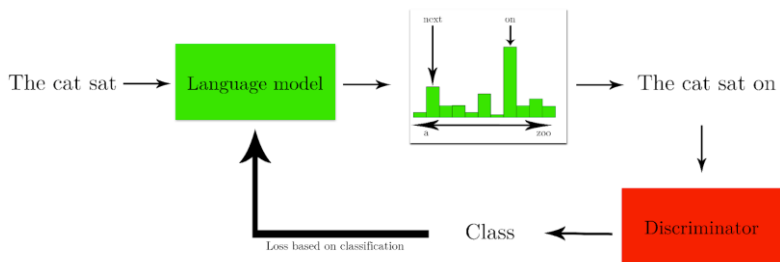 next
on
The cat sat
Language model
The cat sat on
a
zoo
Discriminator
Class
Loss based on classification